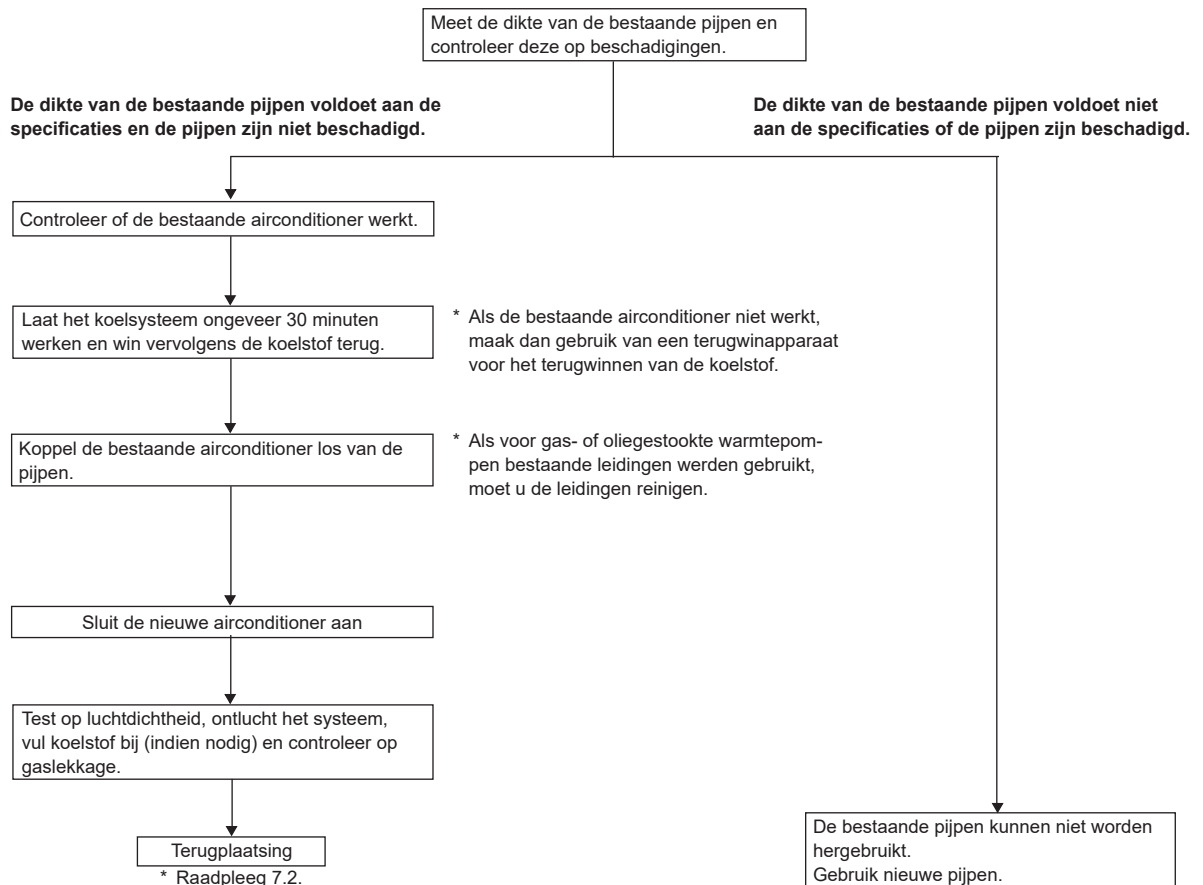 Meet de dikte van de bestaande pijpen en
controleer deze op beschadigingen.
De dikte van de bestaande pijpen voldoet aan de
specificaties en de pijpen zijn niet beschadigd.
De dikte van de bestaande pijpen voldoet niet
aan de specificaties of de pijpen zijn beschadigd.
Controleer of de bestaande airconditioner werkt.
Laat het koelsysteem ongeveer 30 minuten
werken en win vervolgens de koelstof terug.
* Als de bestaande airconditioner niet werkt,
maak dan gebruik van een terugwinapparaat
voor het terugwinnen van de koelstof.
Koppel de bestaande airconditioner los van de
pijpen.
* Als voor gas- of oliegestookte warmtepom-
pen bestaande leidingen werden gebruikt,
moet u de leidingen reinigen.
Sluit de nieuwe airconditioner aan
Test op luchtdichtheid, ontlucht het systeem,
vul koelstof bij (indien nodig) en controleer op
gaslekkage.
Terugplaatsing
* Raadpleeg 7.2.
De bestaande pijpen kunnen niet worden
hergebruikt.
Gebruik nieuwe pijpen.